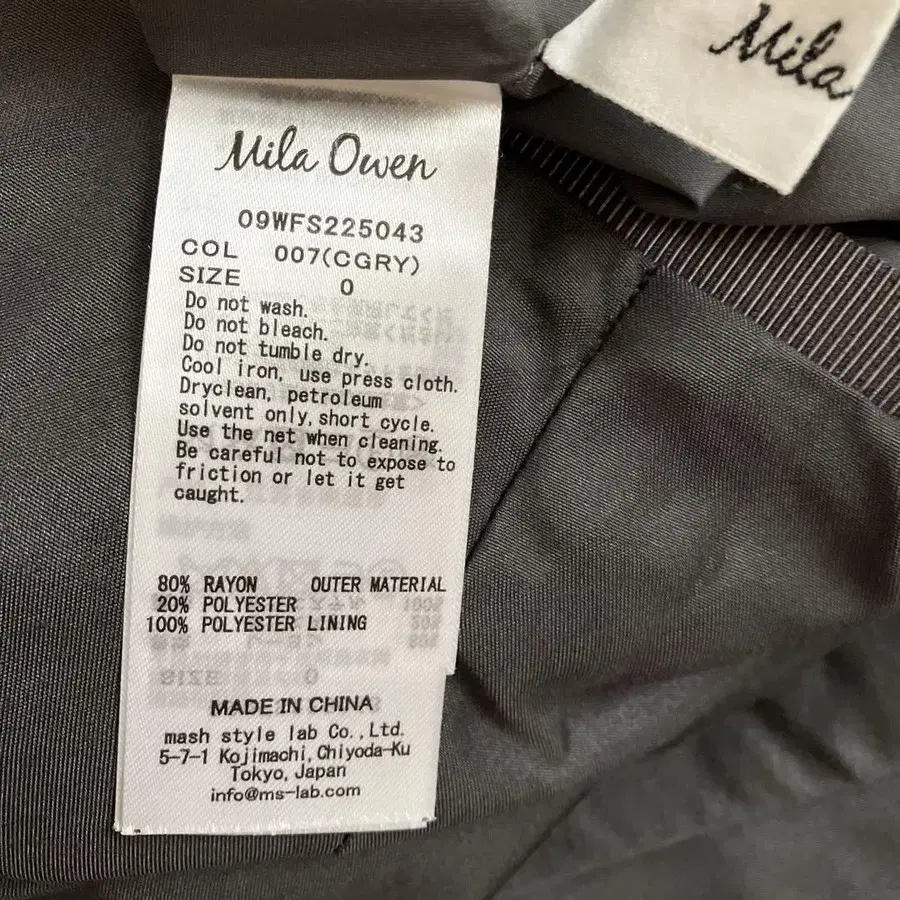 Mila
Mila Owen
09WFS225043
COL 007(CGRY)
SIZE 0
Do not wash.
Do not bleach.
Do not tumble dry.
Cool iron, use press cloth.
Dryclean, petroleum
solvent only, short cycle.
Use the net when cleaning.
Be careful not to expose to
friction or let it get
caught.
80% RAYON OUTER MATERIAL
20% POLYESTER
100% POLYESTER LINING
MADE IN CHINA
mash style lab Co., Ltd.
5-7-1 Kojimachi, Chiyoda-Ku
Tokyo, Japan
info@ms-lab.com